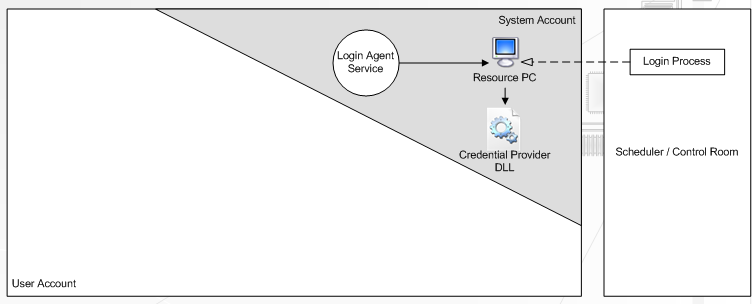 System Account
Login Agent
Service
Resource PC
Login Process
Credential Provider
DLL
Scheduler / Control Room
User Account